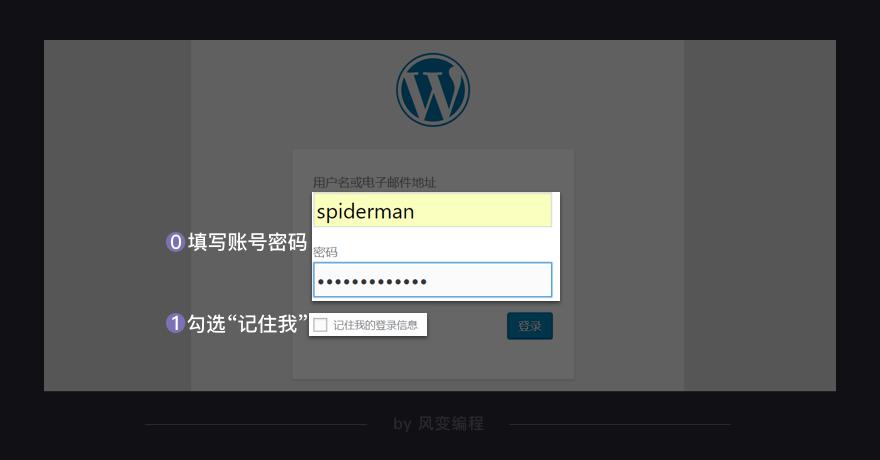 用户名或电子邮件地址
spiderman
0 填写账号密码
密码
•••••••••••••
1 勾选“记住我”
记住我的登录信息
登录
by 风变编程